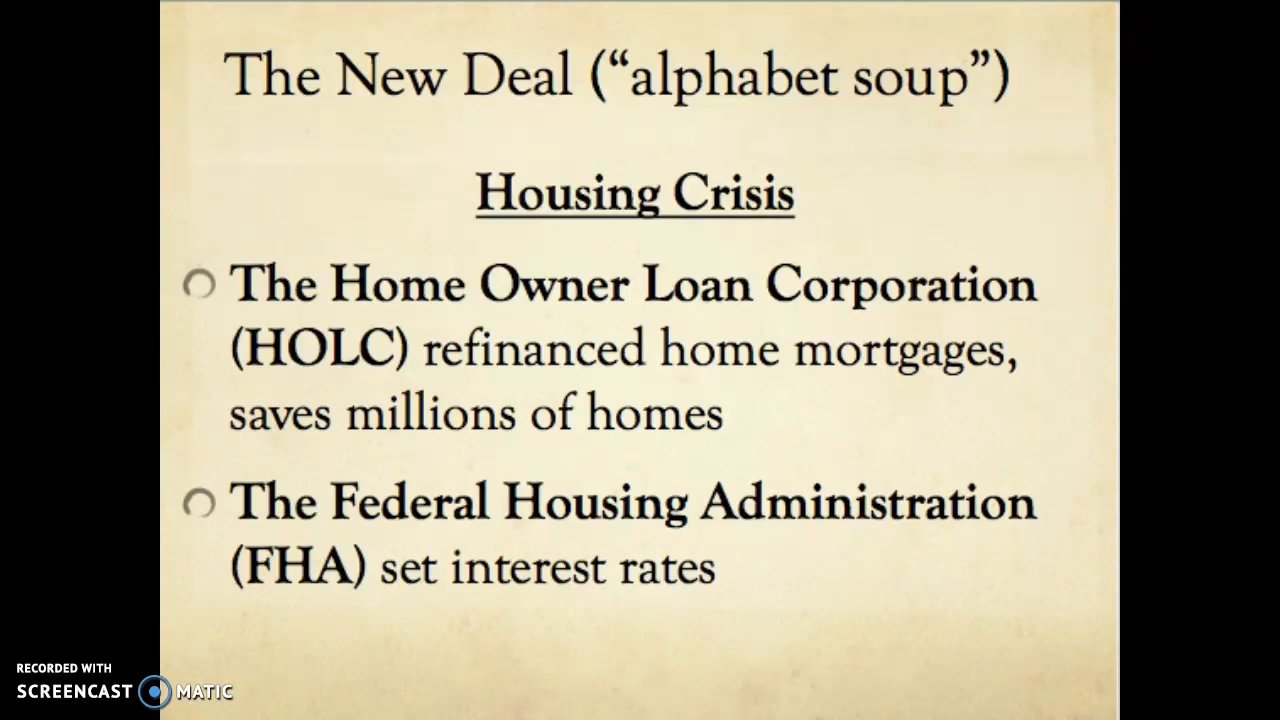 The New Deal (“alphabet soup”)
Housing Crisis
The Home Owner Loan Corporation
(HOLC) refinanced home mortgages,
saves millions of homes
The Federal Housing Administration
(FHA) set interest rates
RECORDED WITH
SCREENCAST MATIC